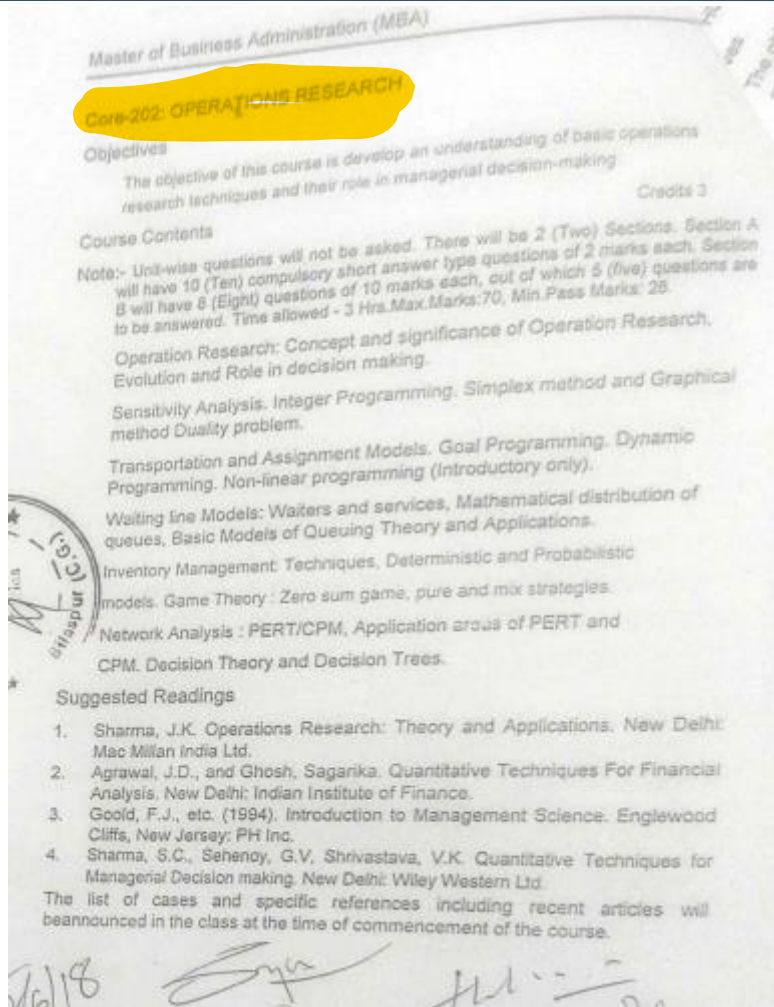 Master of Business Administration (MBA)
Core-202: OPERATIONS RESEARCH
Objectives
The objective of this course is develop an understanding of basic operations
research techniques and their role in managerial decision-making.
Credits 3
Course Contents
Note:- Unit-wise questions will not be asked. There will be 2 (Two) Sections. Section A
will have 10 (Ten) compulsory short answer type questions of 2 marks each. Section
B will have 8 (Eight) questions of 10 marks each, out of which 5 (five) questions are
to be answered. Time allowed - 3 Hrs.Max.Marks:70, Min.Pass Marks: 28.
Operation Research: Concept and significance of Operation Research,
Evolution and Role in decision making.
Sensitivity Analysis. Integer Programming. Simplex method and Graphical
method Duality problem.
Transportation and Assignment Models. Goal Programming. Dynamic
Programming. Non-linear programming (Introductory only).
Waiting line Models: Waiters and services, Mathematical distribution of
queues, Basic Models of Queuing Theory and Applications.
(C.G.)
Inventory Management: Techniques, Deterministic and Probabilistic
models. Game Theory : Zero sum game, pure and mix strategies.
Network Analysis : PERT/CPM, Application areas of PERT and
CPM. Decision Theory and Decision Trees.
Suggested Readings
1. Sharma, J.K. Operations Research: Theory and Applications. New Delhi:
Mac Millan India Ltd.
2. Agrawal, J.D., and Ghosh, Sagarika. Quantitative Techniques For Financial
Analysis. New Delhi: Indian Institute of Finance.
3. Goold, F.J., etc. (1994). Introduction to Management Science. Englewood
Cliffs, New Jersey: PH Inc.
4. Sharma, S.C., Sehenoy, G.V, Shrivastava, V.K. Quantitative Techniques for
Managerial Decision making. New Delhi: Wiley Western Ltd.
The list of cases and specific references including recent articles will
beannounced in the class at the time of commencement of the course.